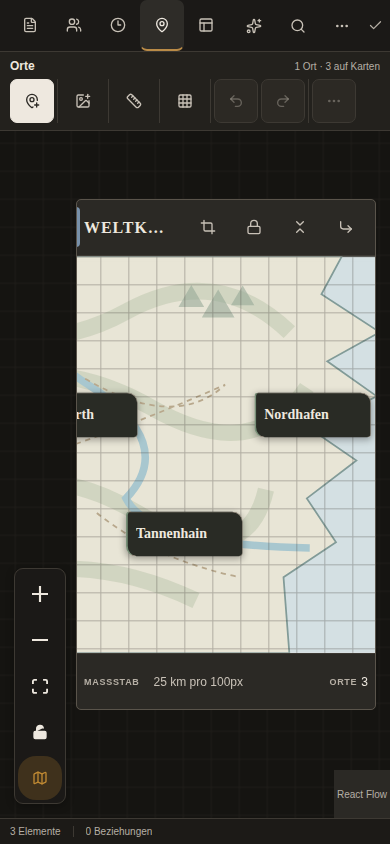 Orte
1 Ort · 3 auf Karten
WELTK…
rth
Nordhafen
Tannenhain
MASSSTAB 25 km pro 100px
ORTE 3
React Flow
3 Elemente
0 Beziehungen